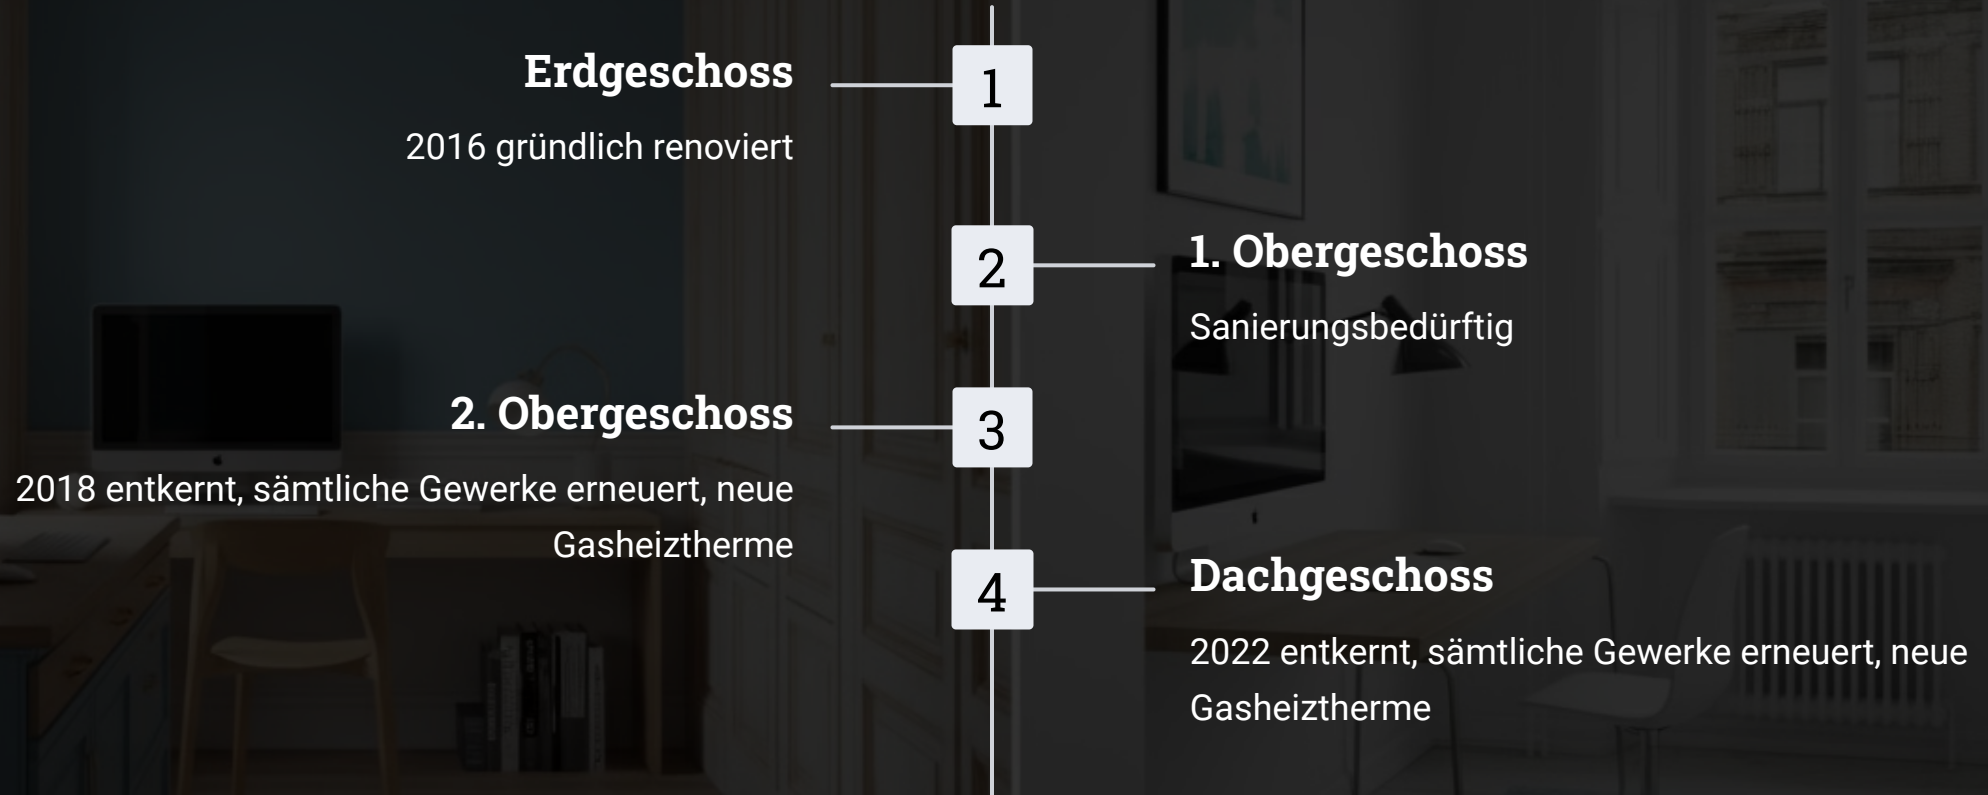 Erdgeschoss
1
2016 gründlich renoviert
2
1. Obergeschoss
Sanierungsbedürftig
2. Obergeschoss
3
2018 entkernt, sämtliche Gewerke erneuert, neue
Gasheiztherme
4
Dachgeschoss
2022 entkernt, sämtliche Gewerke erneuert, neue
Gasheiztherme